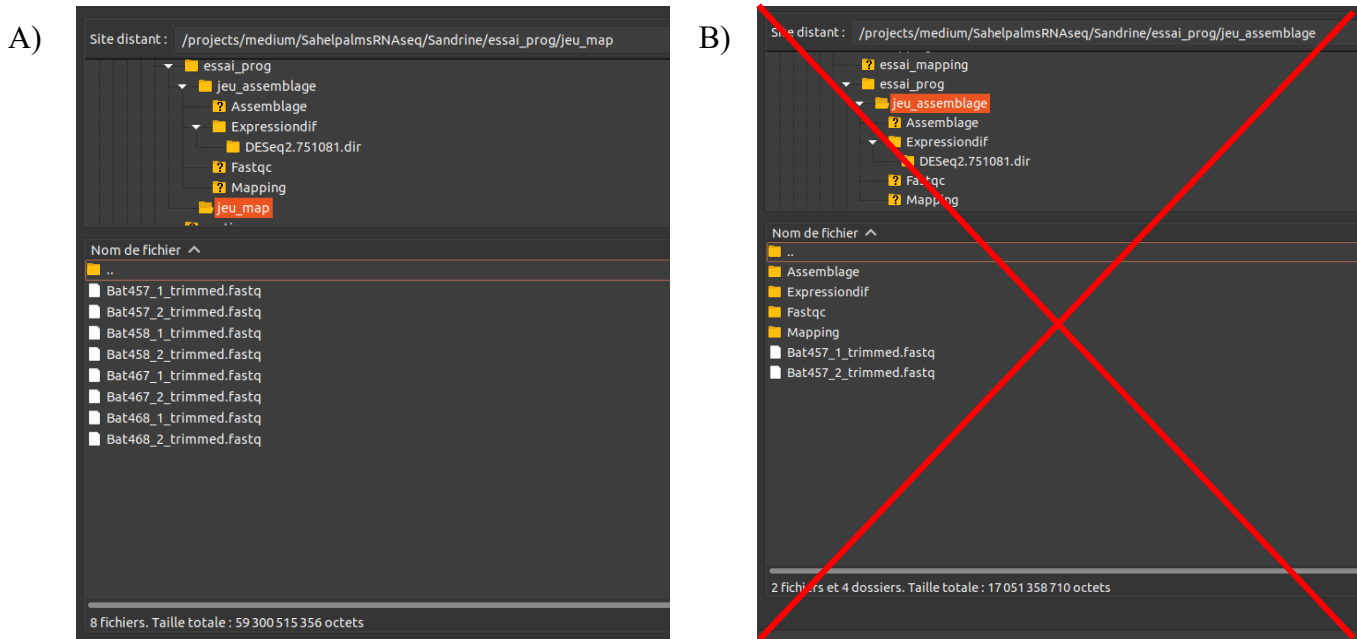 A)
Site distant : /projects/medium/SahelpalmsRNAseq/Sandrine/essai_prog/jeu_map
essai_prog
jeu_assemblage
Assemblage
Expressiondif
DESeq2.751081.dir
Fastqc
Mapping
jeu_map
Nom de fichier
..
Bat457_1_trimmed.fastq
Bat457_2_trimmed.fastq
Bat458_1_trimmed.fastq
Bat458_2_trimmed.fastq
Bat467_1_trimmed.fastq
Bat467_2_trimmed.fastq
Bat468_1_trimmed.fastq
Bat468_2_trimmed.fastq
8 fichiers. Taille totale : 59 300 515 356 octets
B)
Site distant : /projects/medium/SahelpalmsRNAseq/Sandrine/essai_prog/jeu_assemblage
essai_mapping
essai_prog
jeu_assemblage
Assemblage
Expressiondif
DESeq2.751081.dir
Fastqc
Mapping
Nom de fichier
..
Assemblage
Expressiondif
Fastqc
Mapping
Bat457_1_trimmed.fastq
Bat457_2_trimmed.fastq
2 fichiers et 4 dossiers. Taille totale : 17 051 358 710 octets